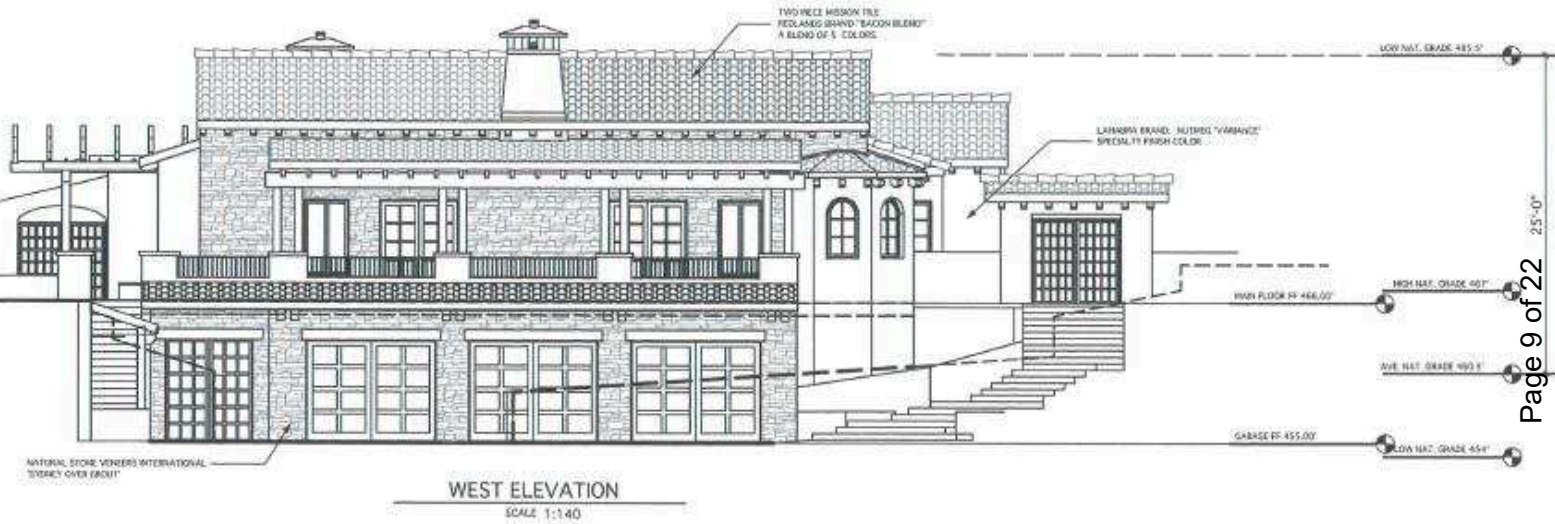 TWO PIECE MISSION TILE
REDLANDS BRAND "BACON BLEND"
A BLEND OF 5 COLORS
LOW NAT. GRADE 485.5'
LAHABRA BRAND: NUTMEG "VARIANCE"
SPECIALTY FINISH COLOR
25'-0"
HIGH NAT. GRADE 467'
MAIN FLOOR FF 466.00'
AVE. NAT. GRADE 460.5'
Page 9 of 22
GARAGE FF 455.00'
LOW NAT. GRADE 454'
NATURAL STONE VENEERS INTERNATIONAL
"SYDNEY OVER GROUT"
WEST ELEVATION
SCALE 1:140